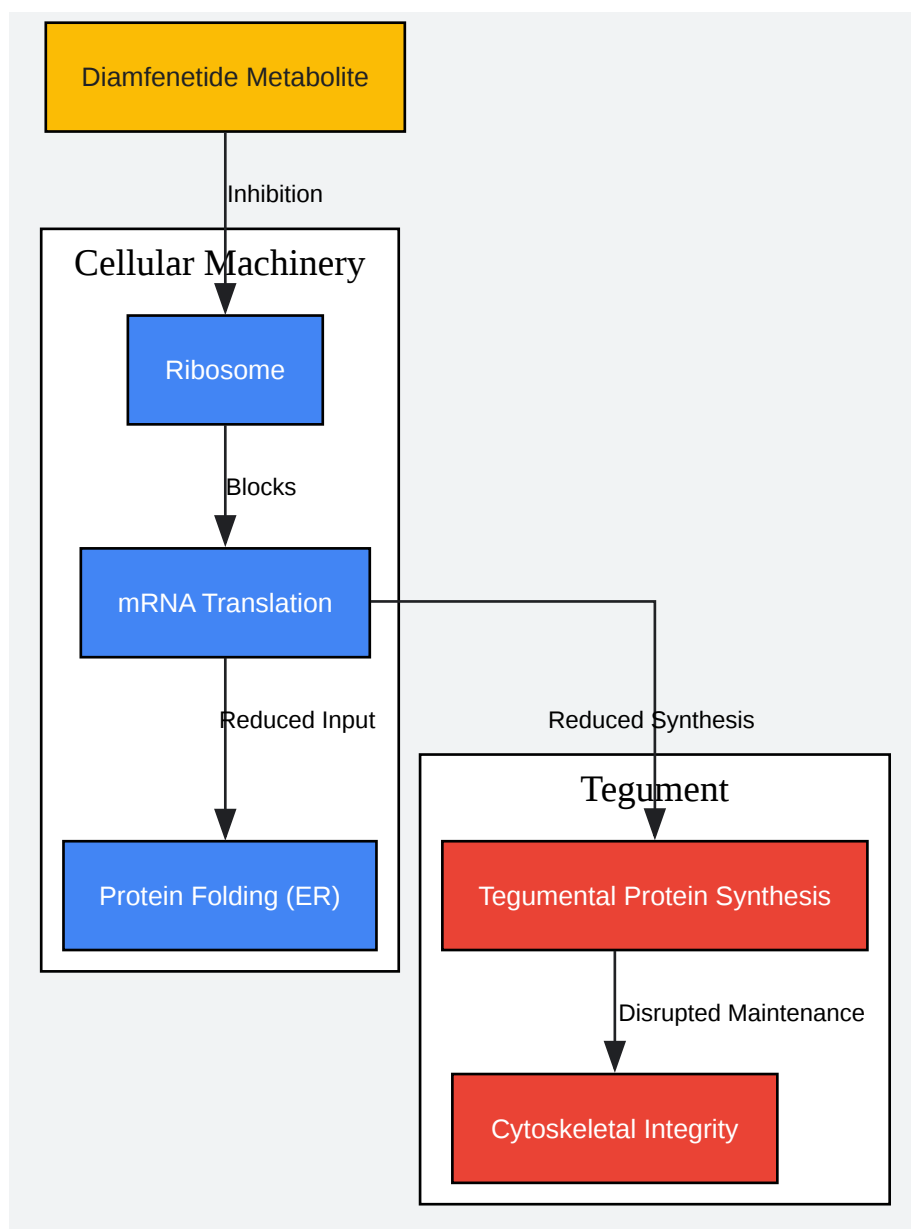 Diamfenetide Metabolite
Inhibition
Cellular Machinery
Ribosome
Blocks
mRNA Translation
Reduced Input
Reduced Synthesis
Tegument
Protein Folding (ER)
Tegumental Protein Synthesis
Disrupted Maintenance
Cytoskeletal Integrity